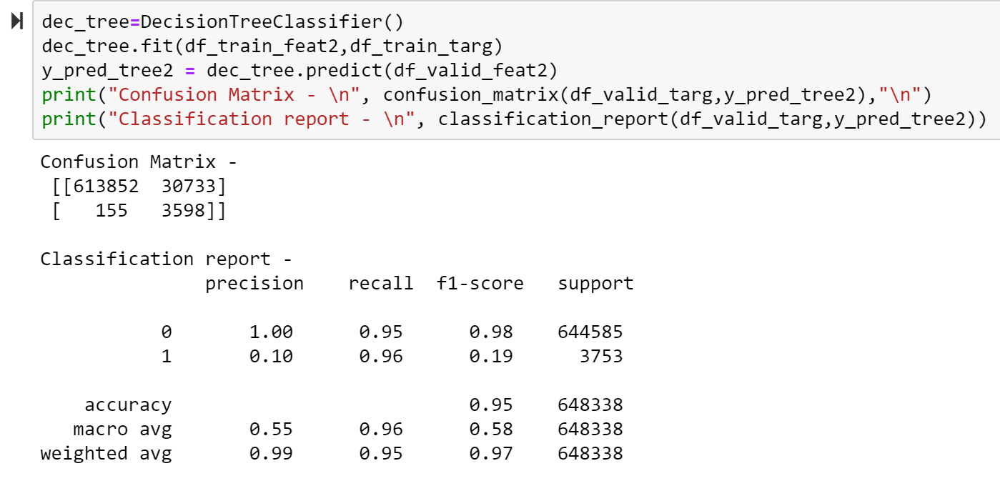 dec_tree=DecisionTreeClassifier()
dec_tree.fit(df_train_feat2,df_train_targ)
y_pred_tree2 = dec_tree.predict(df_valid_feat2)
print("Confusion Matrix - \n", confusion_matrix(df_valid_targ,y_pred_tree2),"\n")
print("Classification report - \n", classification_report(df_valid_targ,y_pred_tree2))
Confusion Matrix -
 [[613852  30733]
 [   155   3598]]
Classification report -
               precision    recall  f1-score   support
           0       1.00      0.95      0.98    644585
           1       0.10      0.96      0.19      3753
    accuracy                           0.95    648338
   macro avg       0.55      0.96      0.58    648338
weighted avg       0.99      0.95      0.97    648338